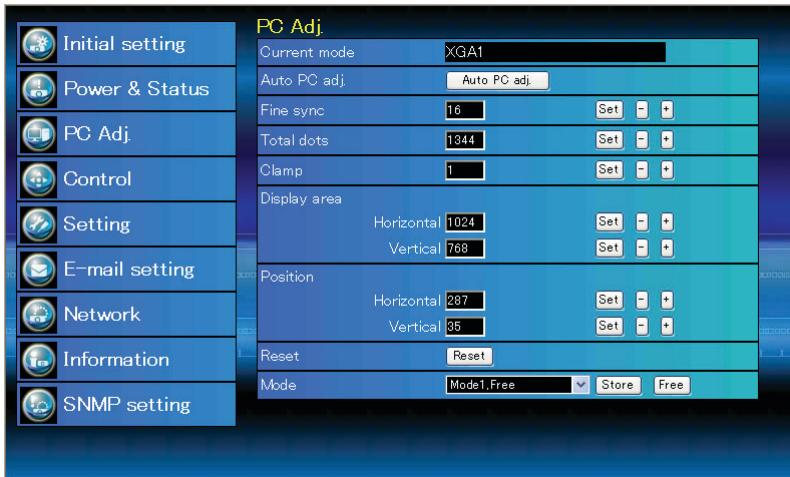 Initial setting
Power & Status
PC Adj.
Control
Setting
E-mail setting
Network
Information
SNMP setting
PC Adj.
Current mode XGA1
Auto PC adj. Auto PC adj.
Fine sync 16 Set - +
Total dots 1344 Set - +
Clamp 1 Set - +
Display area
Horizontal 1024 Set - +
Vertical 768 Set - +
Position
Horizontal 287 Set - +
Vertical 35 Set - +
Reset Reset
Mode Mode1,Free Store Free